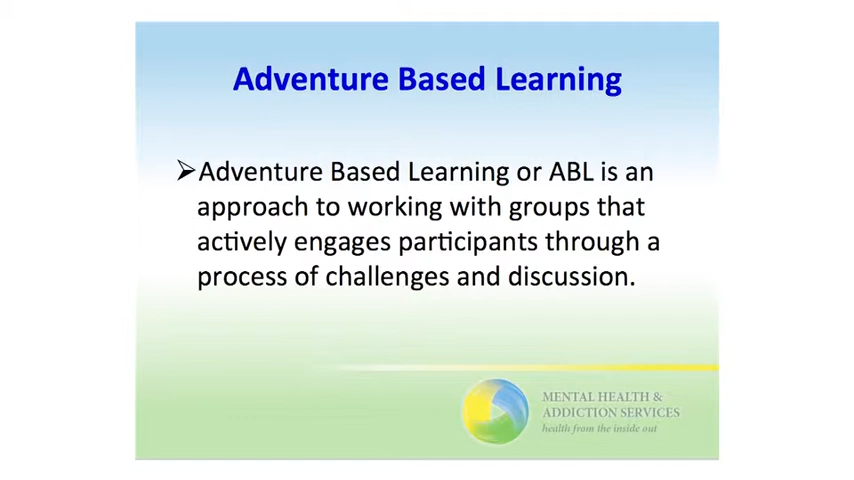 Adventure Based Learning
➢Adventure Based Learning or ABL is an
approach to working with groups that
actively engages participants through a
process of challenges and discussion.
MENTAL HEALTH &
ADDICTION SERVICES
health from the inside out